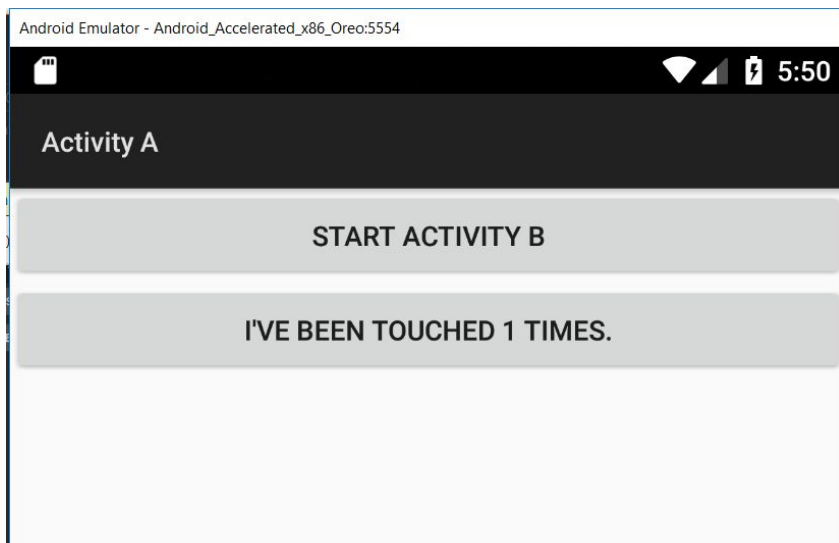 Android Emulator - Android_Accelerated_x86_Oreo:5554
5:50
Activity A
START ACTIVITY B
I'VE BEEN TOUCHED 1 TIMES.